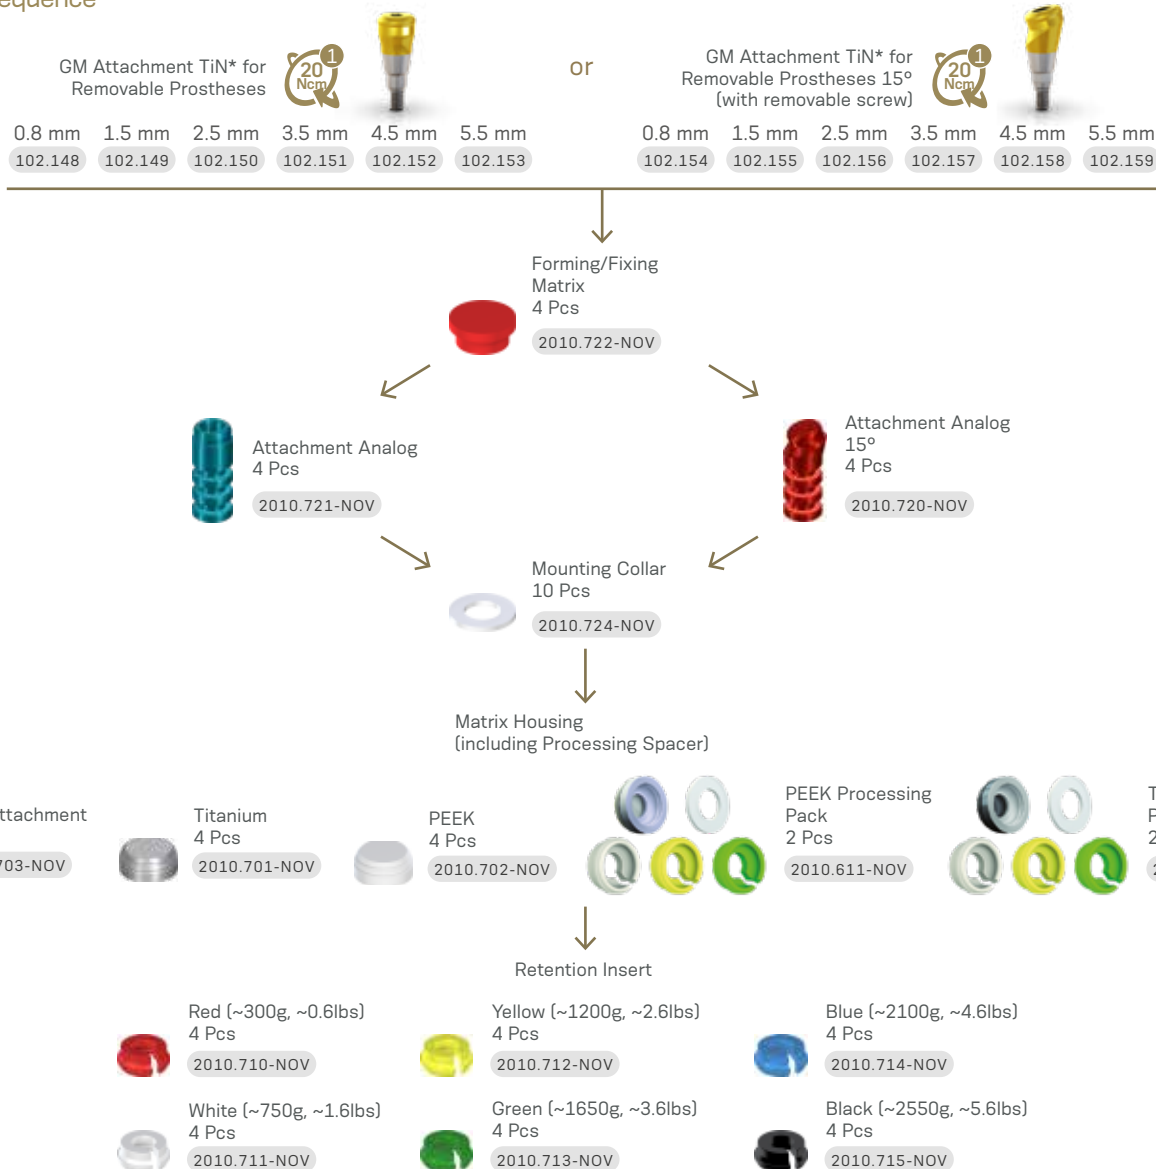 equence
GM Attachment TiN* for
Removable Prostheses
20
Ncm
1
or
GM Attachment TiN* for
Removable Prostheses 15º
(with removable screw)
20
Ncm
1
0.8 mm 1.5 mm 2.5 mm 3.5 mm 4.5 mm 5.5 mm
102.148 102.149 102.150 102.151 102.152 102.153
0.8 mm 1.5 mm 2.5 mm 3.5 mm 4.5 mm 5.5 mm
102.154 102.155 102.156 102.157 102.158 102.159
Forming/Fixing
Matrix
4 Pcs
2010.722-NOV
Attachment Analog
4 Pcs
2010.721-NOV
Attachment Analog
15º
4 Pcs
2010.720-NOV
Mounting Collar
10 Pcs
2010.724-NOV
Matrix Housing
(including Processing Spacer)
ttachment
703-NOV
Titanium
4 Pcs
2010.701-NOV
PEEK
4 Pcs
2010.702-NOV
PEEK Processing
Pack
2 Pcs
2010.611-NOV
T
P
2
Retention Insert
Red (~300g, ~0.6lbs)
4 Pcs
2010.710-NOV
Yellow (~1200g, ~2.6lbs)
4 Pcs
2010.712-NOV
Blue (~2100g, ~4.6lbs)
4 Pcs
2010.714-NOV
White (~750g, ~1.6lbs)
4 Pcs
2010.711-NOV
Green (~1650g, ~3.6lbs)
4 Pcs
2010.713-NOV
Black (~2550g, ~5.6lbs)
4 Pcs
2010.715-NOV